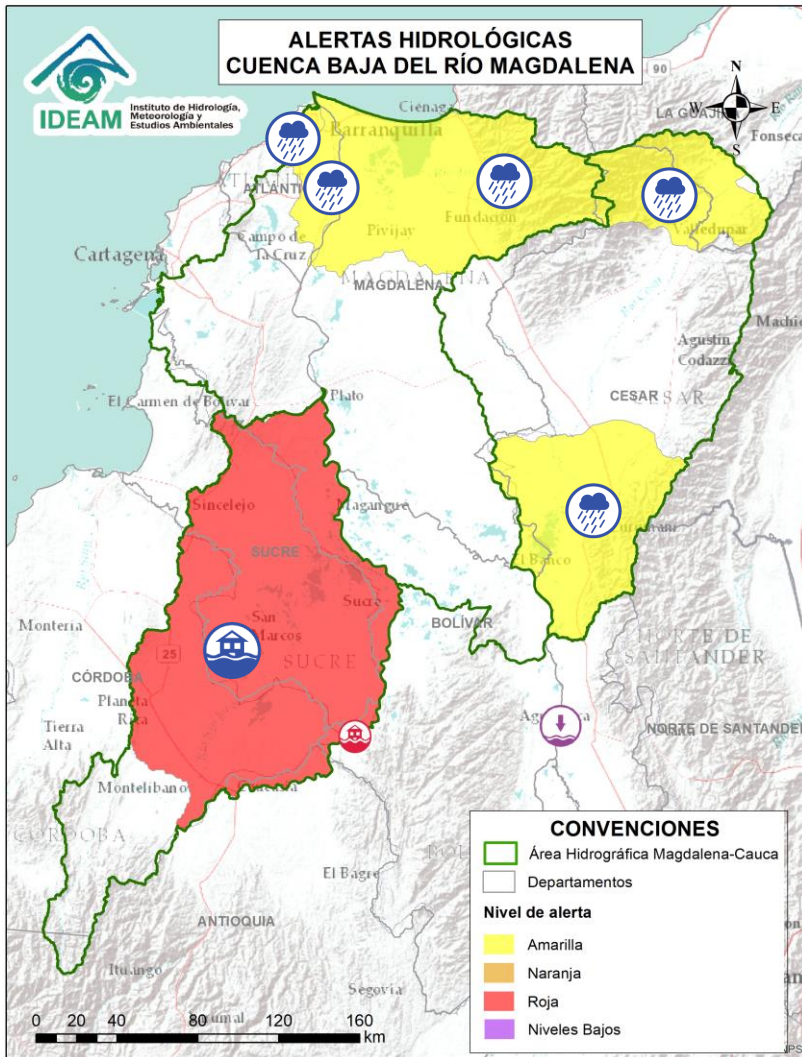 ALERTAS HIDROLÓGICAS
CUENCA BAJA DEL RÍO MAGDALENA
IDEAM
Instituto de Hidrología,
Meteorología y
Estudios Ambientales
N
W
E
S
90
Ciénaga
LA GUAJIRA
Fonseca
Barranquilla
ATLÁNTICO
Fundación
Pivijay
Valledupar
Campo de
la Cruz
Cartagena
MAGDALENA
MAGDALENA
Agustín
Codazzi
CESAR
CESAR
Plato
El Carmen de Bolívar
Sincelejo
Magangue
SUCRE
El Banco
Sucre
San
Marcos
BOLÍVAR
Montería
25
SUCRE
NORTE DE
SANTANDER
CÓRDOBA
Planeta
Rica
Tierra
Alta
NORTE DE SANTANDER
Montelibano
CÓRDOBA
El Bagre
ANTIOQUIA
Ituango
Segovia
0 20 40 80 120 160
km
CONVENCIONES
Área Hidrográfica Magdalena-Cauca
Departamentos
Nivel de alerta
Amarilla
Naranja
Roja
Niveles Bajos